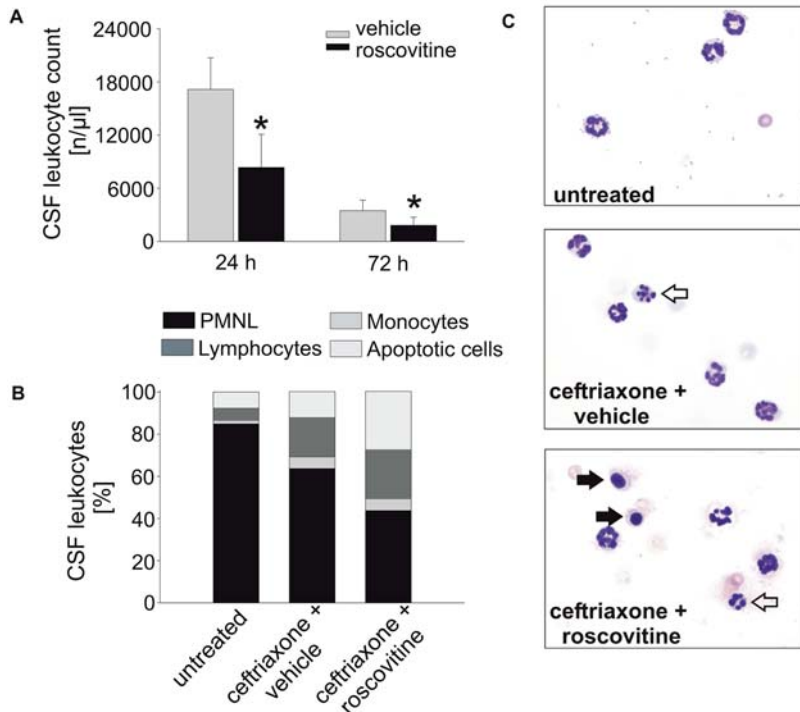 A
24000
18000
12000
6000
0
CSF leukocyte count
[n/µl]
vehicle
roscovitine
*
*
24 h
72 h
PMNL
Monocytes
Lymphocytes
Apoptotic cells
B
100
80
60
40
20
0
CSF leukocytes
[%]
untreated
ceftriaxone +
vehicle
ceftriaxone +
roscovitine
C
untreated
ceftriaxone +
vehicle
ceftriaxone +
roscovitine